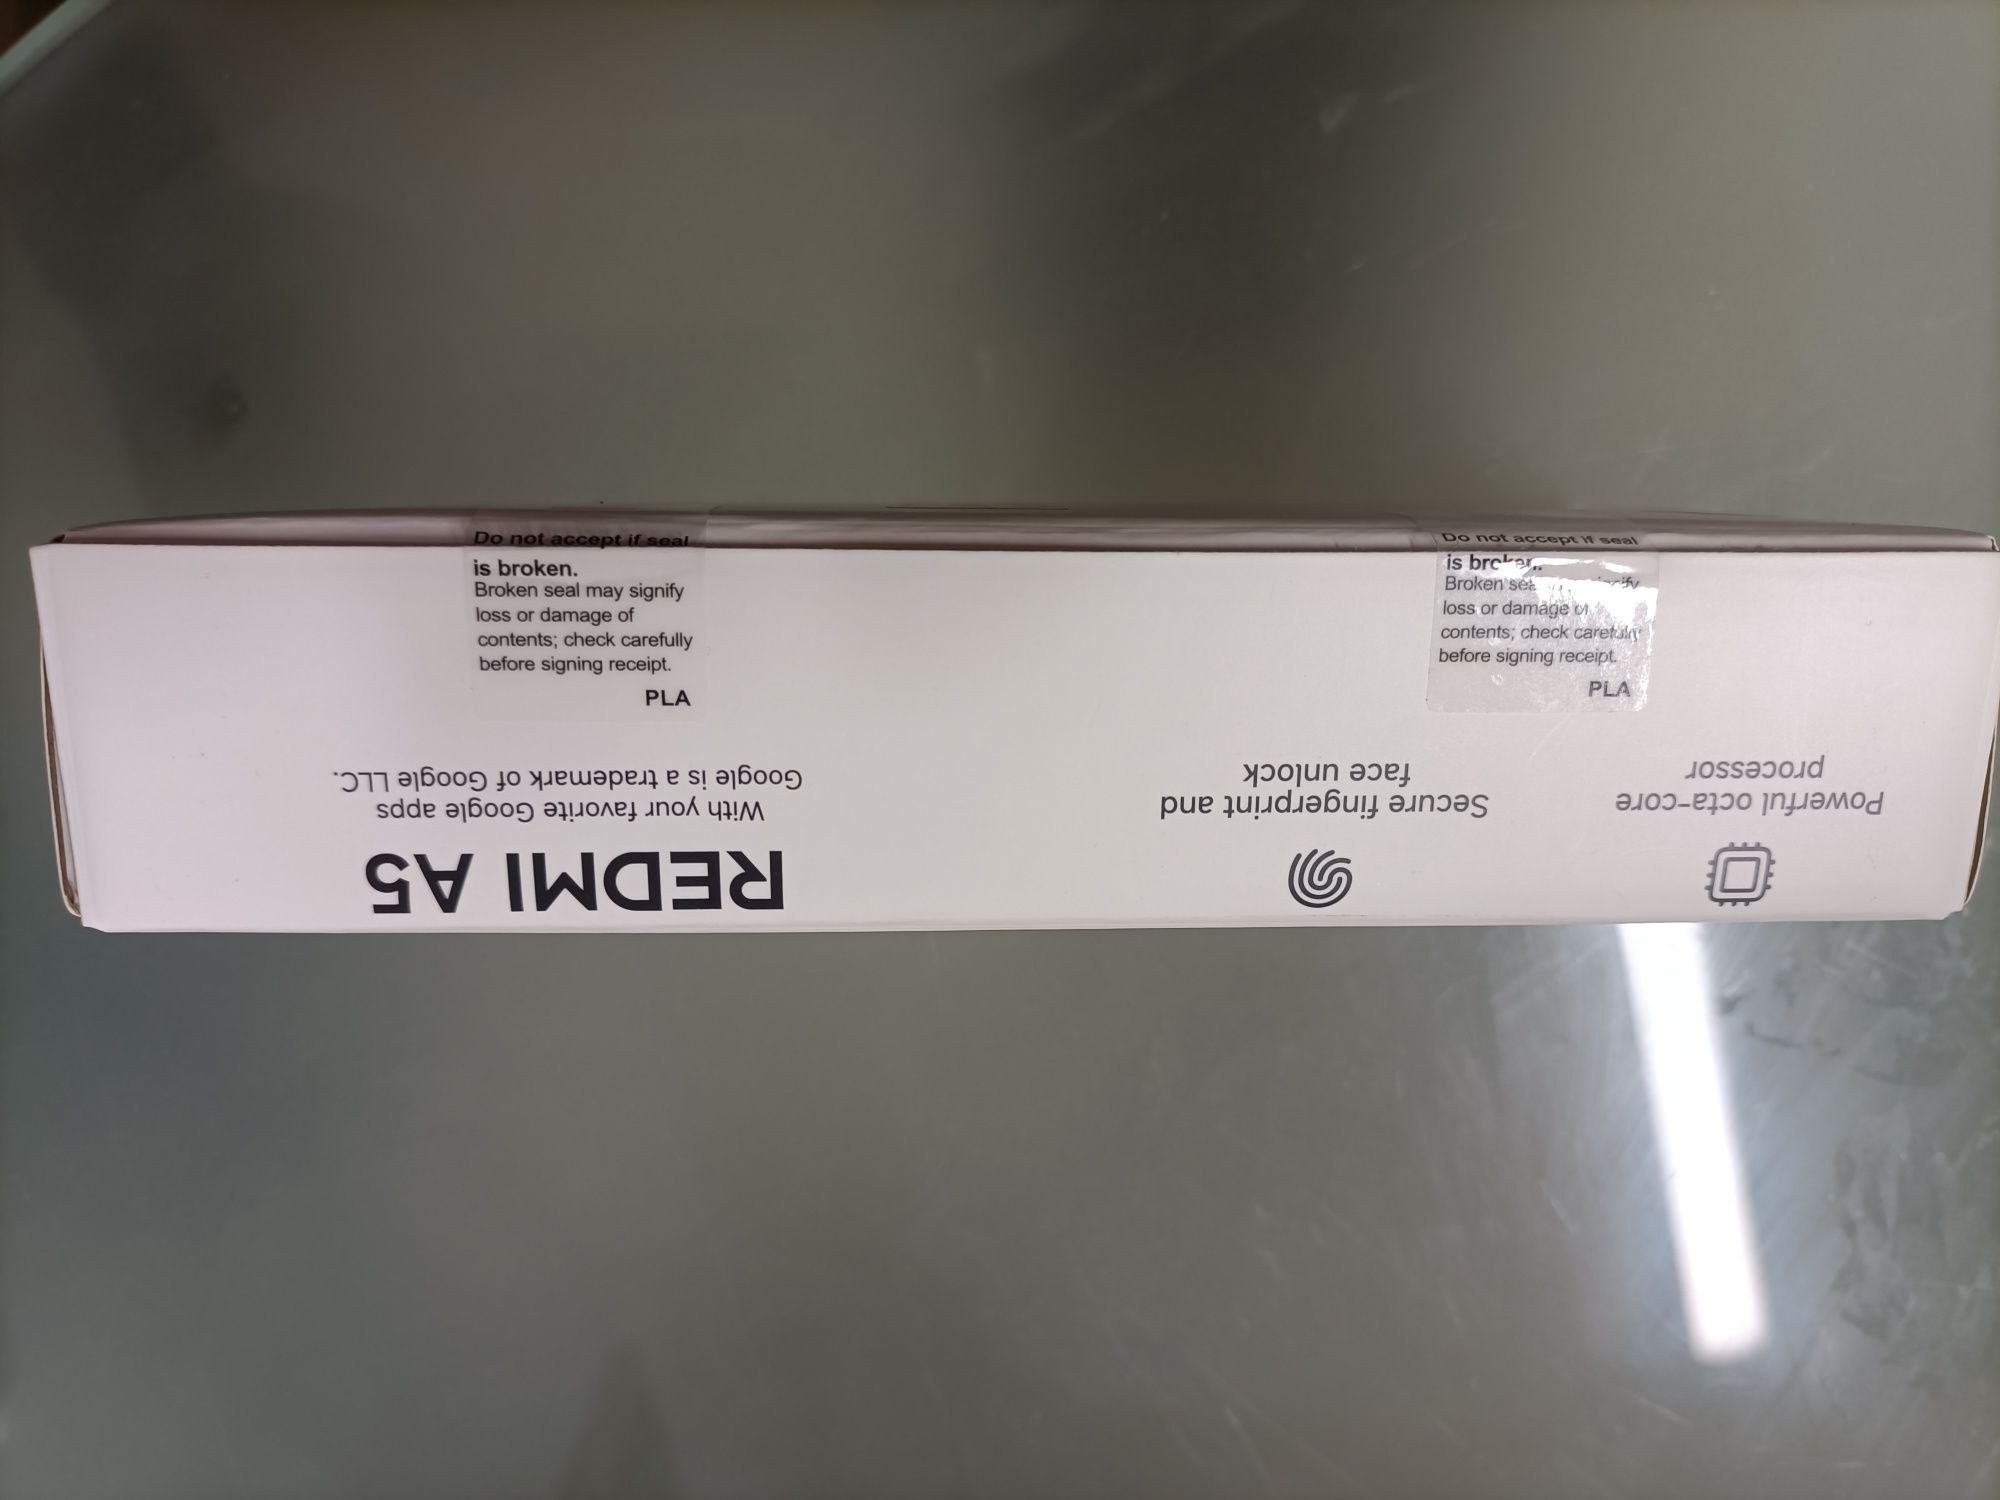 Do not accept if seal
is broken.
Broken seal may signify
loss or damage of
contents; check carefully
before signing receipt.
PLA
Do not accept if seal
is broken.
Broken
loss or damage of
contents; check carefully
before signing receipt.
PLA
REDMI A5
With your favorite Google apps
Google is a trademark of Google LLC.
Secure fingerprint and
face unlock
Powerful octa-core
processor